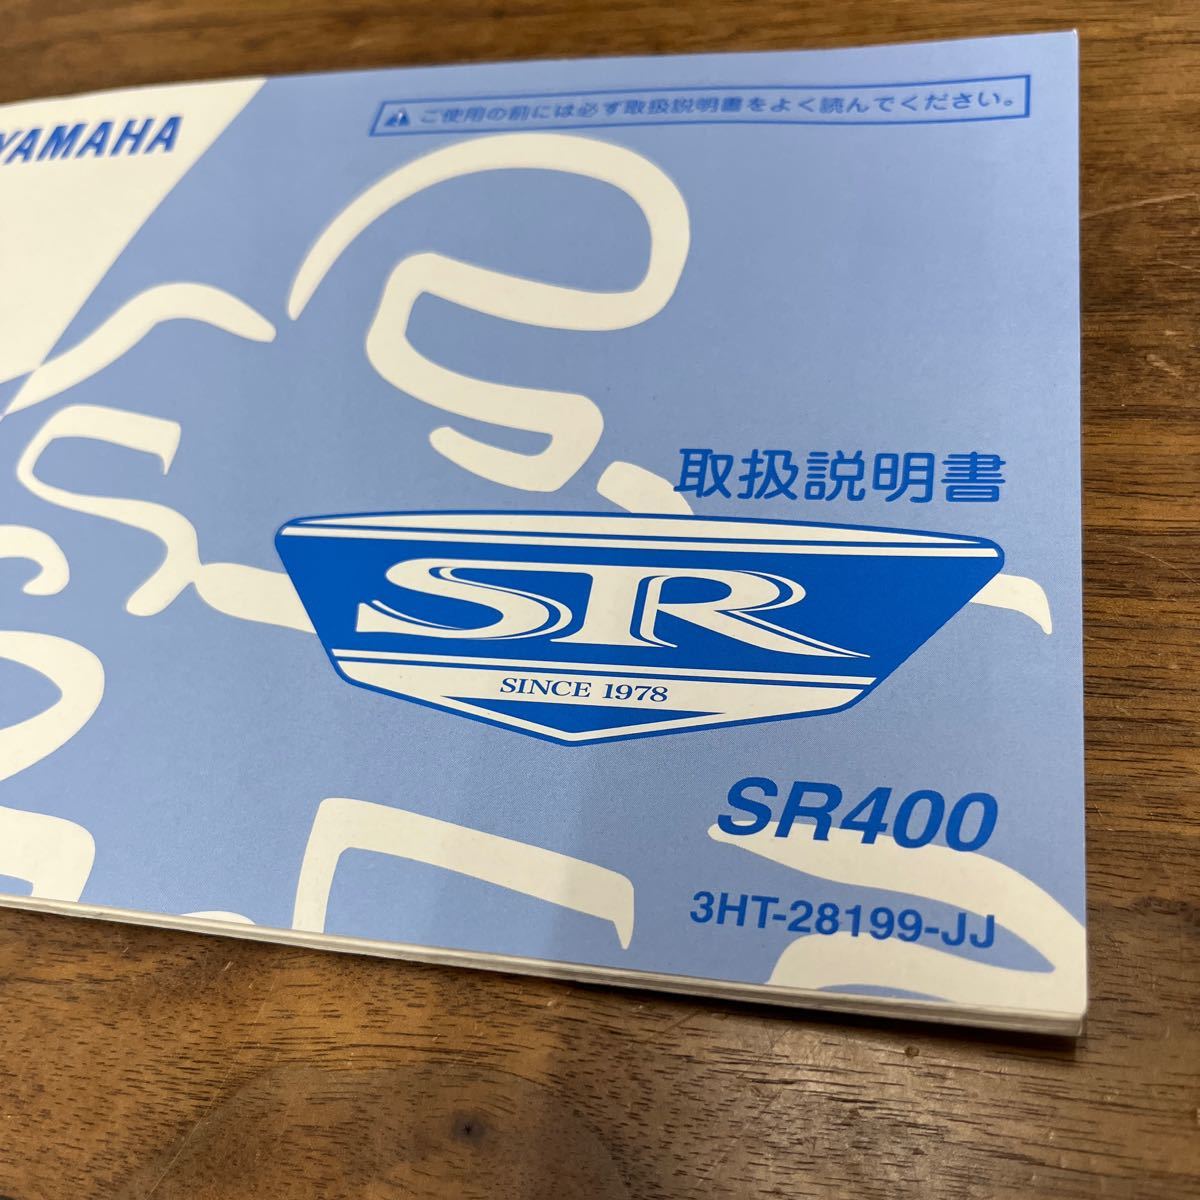 YAMAHA
ご使用の前には必ず取扱説明書をよく読んでください。
取扱説明書
SR
SINCE 1978
SR400
3HT-28199-JJ